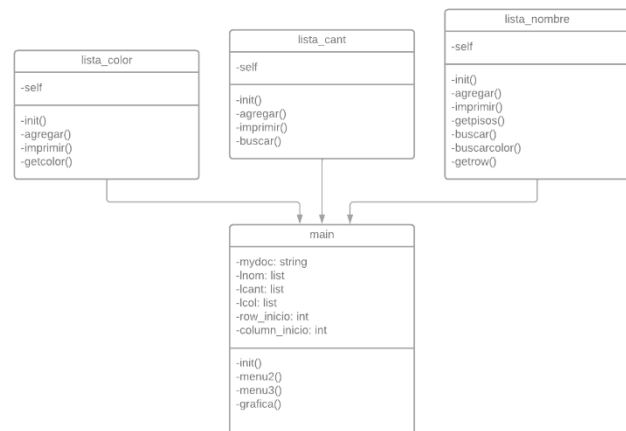 lista_color
-self
-init()
-agregar()
-imprimir()
-getcolor()
lista_cant
-self
-init()
-agregar()
-imprimir()
-buscar()
lista_nombre
-self
-init()
-agregar()
-imprimir()
-getpisos()
-buscar()
-buscarcolor()
-getrow()
main
-mydoc: string
-lnom: list
-lcant: list
-lcol: list
-row_inicio: int
-column_inicio: int
-init()
-menu2()
-menu3()
-grafica()